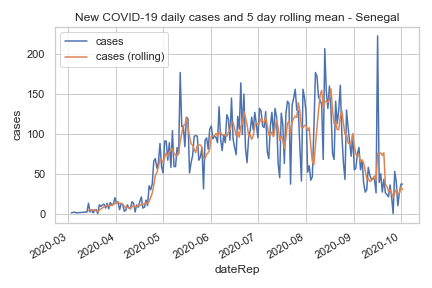 New COVID-19 daily cases and 5 day rolling mean - Senegal
cases
cases (rolling)
200
150
100
50
0
cases
2020-03
2020-04
2020-05
2020-06
2020-07
2020-08
2020-09
2020-10
dateRep